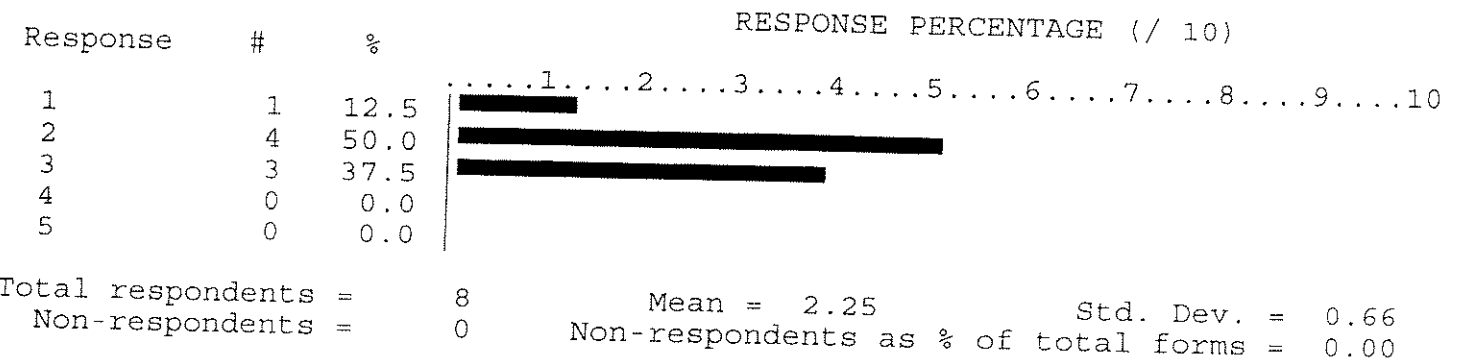 RESPONSE PERCENTAGE (/ 10)
Response # %
.....1....2....3....4....5....6....7....8....9....10
1 1 12.5
2 4 50.0
3 3 37.5
4 0 0.0
5 0 0.0
Total respondents = 8 Mean = 2.25 Std. Dev. = 0.66
Non-respondents = 0 Non-respondents as % of total forms = 0.00